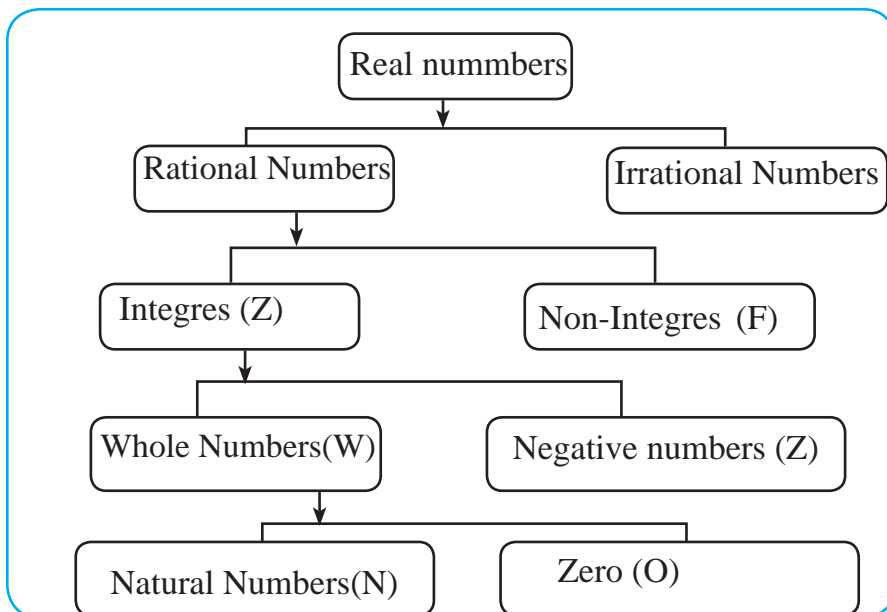 Real nummbers
Rational Numbers
Irrational Numbers
Integres (Z)
Non-Integres (F)
Whole Numbers(W)
Negative numbers (Z)
Natural Numbers(N)
Zero (O)